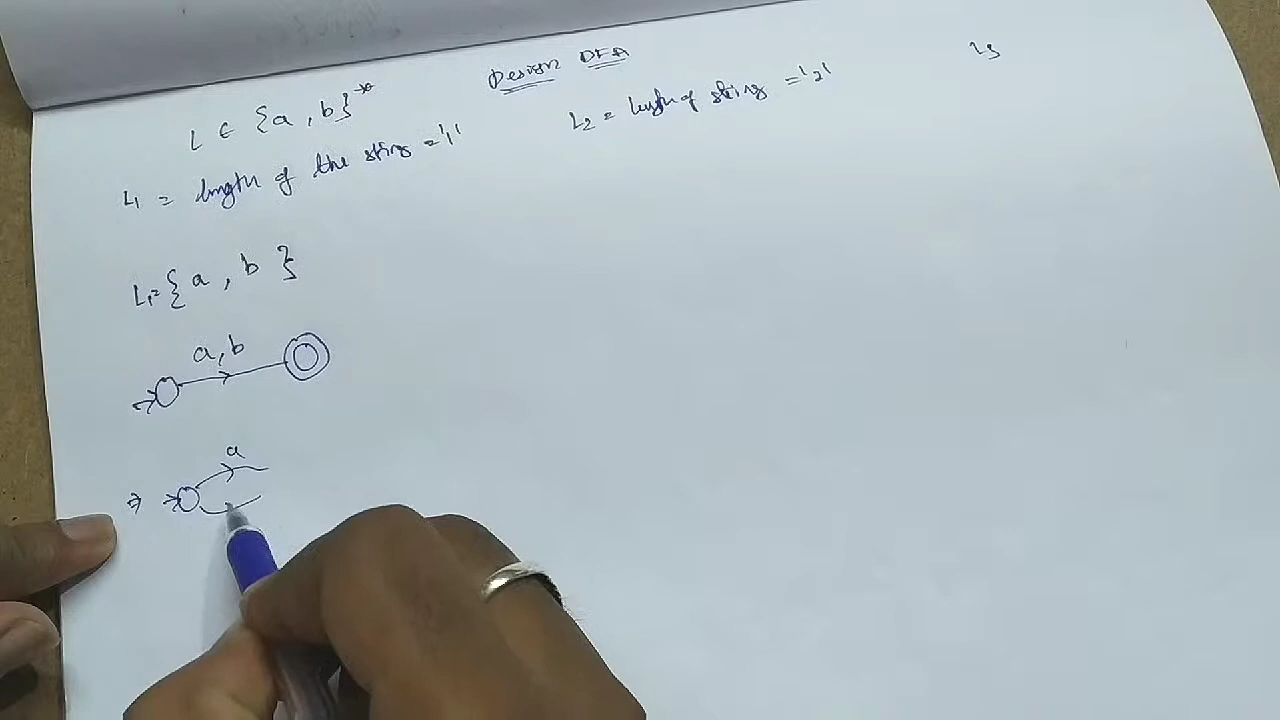 Design DFA
L ∈ {a, b}*
L1 = length of the string = '1'
L2 = length of string = '2'
L3
L1 = {a, b}
a, b
a
⇒